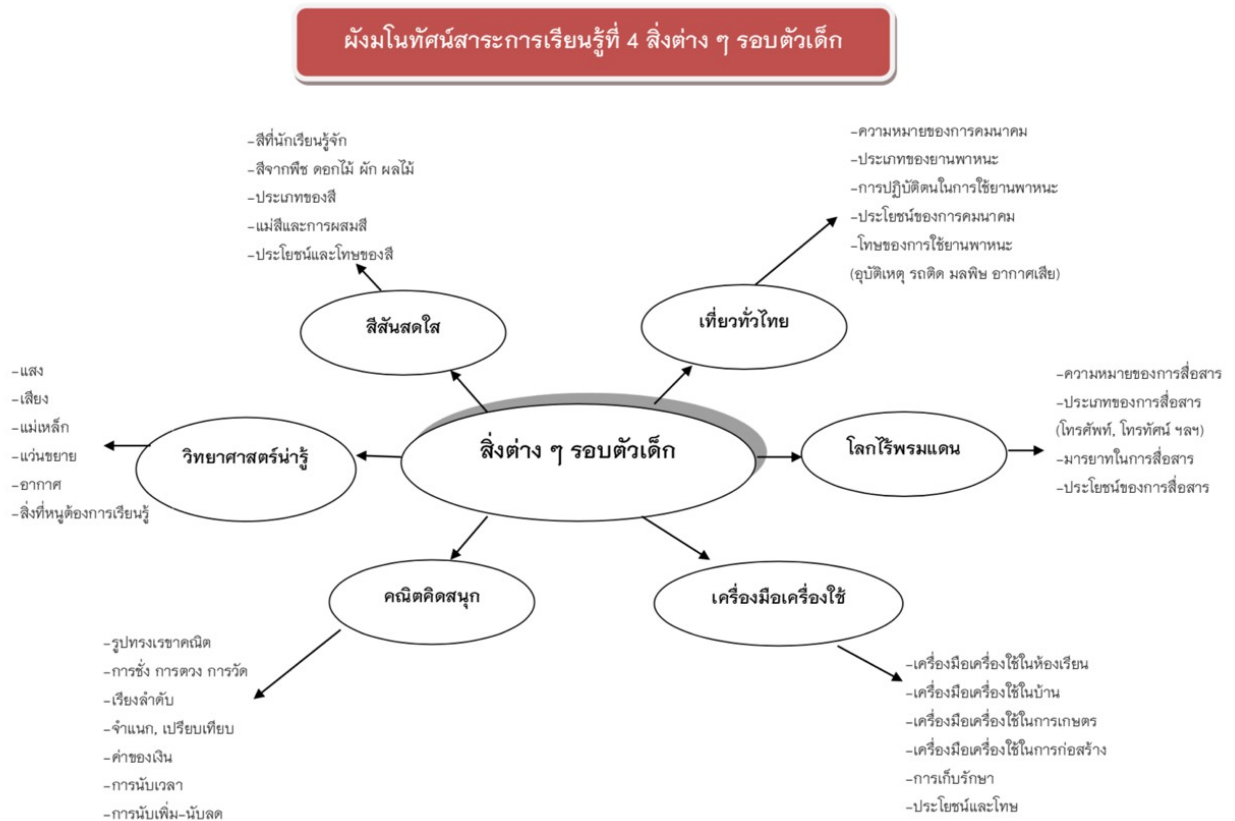 ผังมโนทัศน์สาระการเรียนรู้ที่ 4 สิ่งต่าง ๆ รอบตัวเด็ก
-สีที่นักเรียนรู้จัก
-สีจากพืช ดอกไม้ ผัก ผลไม้
-ประเภทของสี
-แม่สีและการผสมสี
-ประโยชน์และโทษของสี
-ความหมายของการคมนาคม
-ประเภทของยานพาหนะ
-การปฏิบัติตนในการใช้ยานพาหนะ
-ประโยชน์ของการคมนาคม
-โทษของการใช้ยานพาหนะ
(อุบัติเหตุ รถติด มลพิษ อากาศเสีย)
สีสันสดใส
เที่ยวทั่วไทย
-แสง
-เสียง
-แม่เหล็ก
-แว่นขยาย
-อากาศ
-สิ่งที่หนูต้องการเรียนรู้
วิทยาศาสตร์น่ารู้
สิ่งต่าง ๆ รอบตัวเด็ก
โลกไร้พรมแดน
-ความหมายของการสื่อสาร
-ประเภทของการสื่อสาร
(โทรศัพท์, โทรทัศน์ ฯลฯ)
-มารยาทในการสื่อสาร
-ประโยชน์ของการสื่อสาร
คณิตคิดสนุก
เครื่องมือเครื่องใช้
-รูปทรงเรขาคณิต
-การชั่ง การตวง การวัด
-เรียงลำดับ
-จำแนก, เปรียบเทียบ
-ค่าของเงิน
-การนับเวลา
-การนับเพิ่ม-นับลด
-เครื่องมือเครื่องใช้ในห้องเรียน
-เครื่องมือเครื่องใช้ในบ้าน
-เครื่องมือเครื่องใช้ในการเกษตร
-เครื่องมือเครื่องใช้ในการก่อสร้าง
-การเก็บรักษา
-ประโยชน์และโทษ